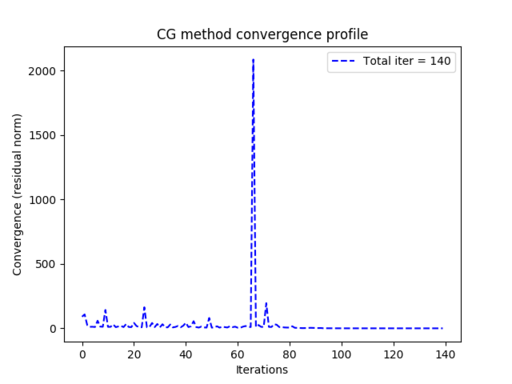 CG method convergence profile
Total iter = 140
Convergence (residual norm)
2000
1500
1000
500
0
0 20 40 60 80 100 120 140
Iterations